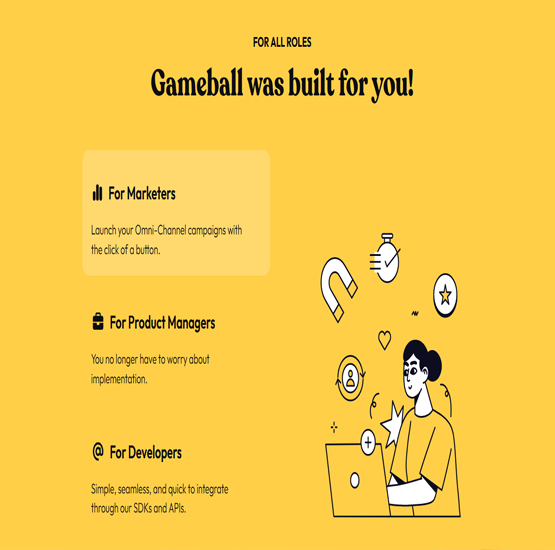 FOR ALL ROLES
Gameball was built for you!
For Marketers
Launch your Omni-Channel campaigns with
the click of a button.
For Product Managers
You no longer have to worry about
implementation.
For Developers
Simple, seamless, and quick to integrate
through our SDKs and APIs.